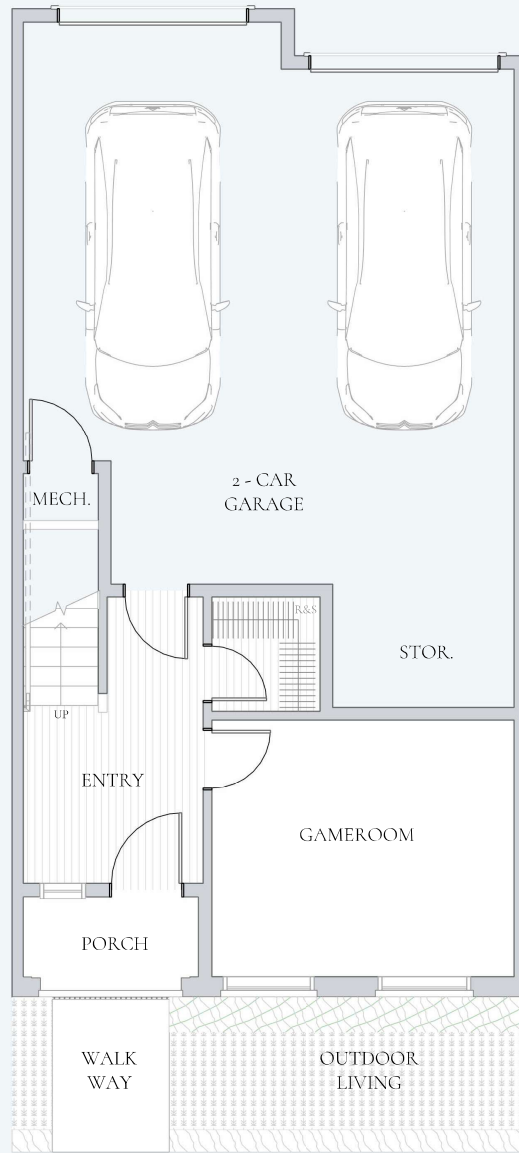 MECH.
2 - CAR
GARAGE
R&S
STOR.
UP
ENTRY
GAMEROOM
PORCH
WALK
WAY
OUTDOOR
LIVING